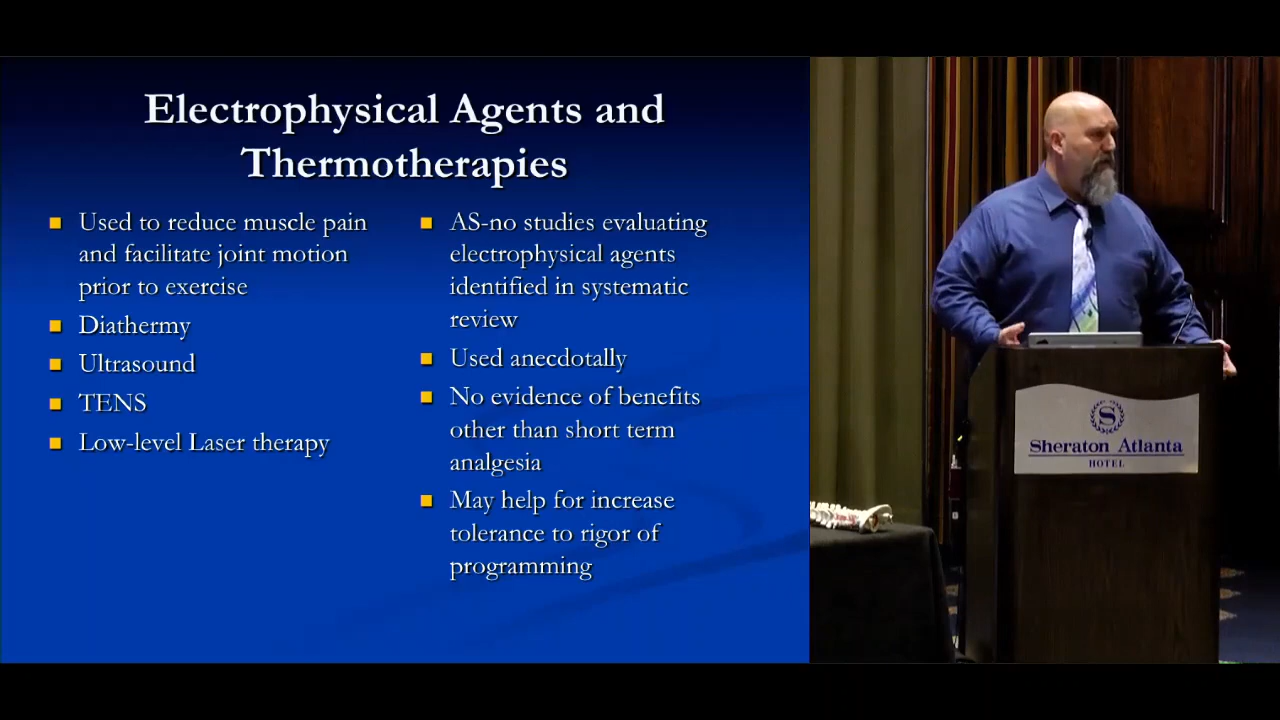 Electrophysical Agents and
Thermotherapies
Used to reduce muscle pain
and facilitate joint motion
prior to exercise
Diathermy
Ultrasound
TENS
Low-level Laser therapy
AS-no studies evaluating
electrophysical agents
identified in systematic
review
Used anecdotally
No evidence of benefits
other than short term
analgesia
May help for increase
tolerance to rigor of
programming
S
Sheraton Atlanta
HOTEL